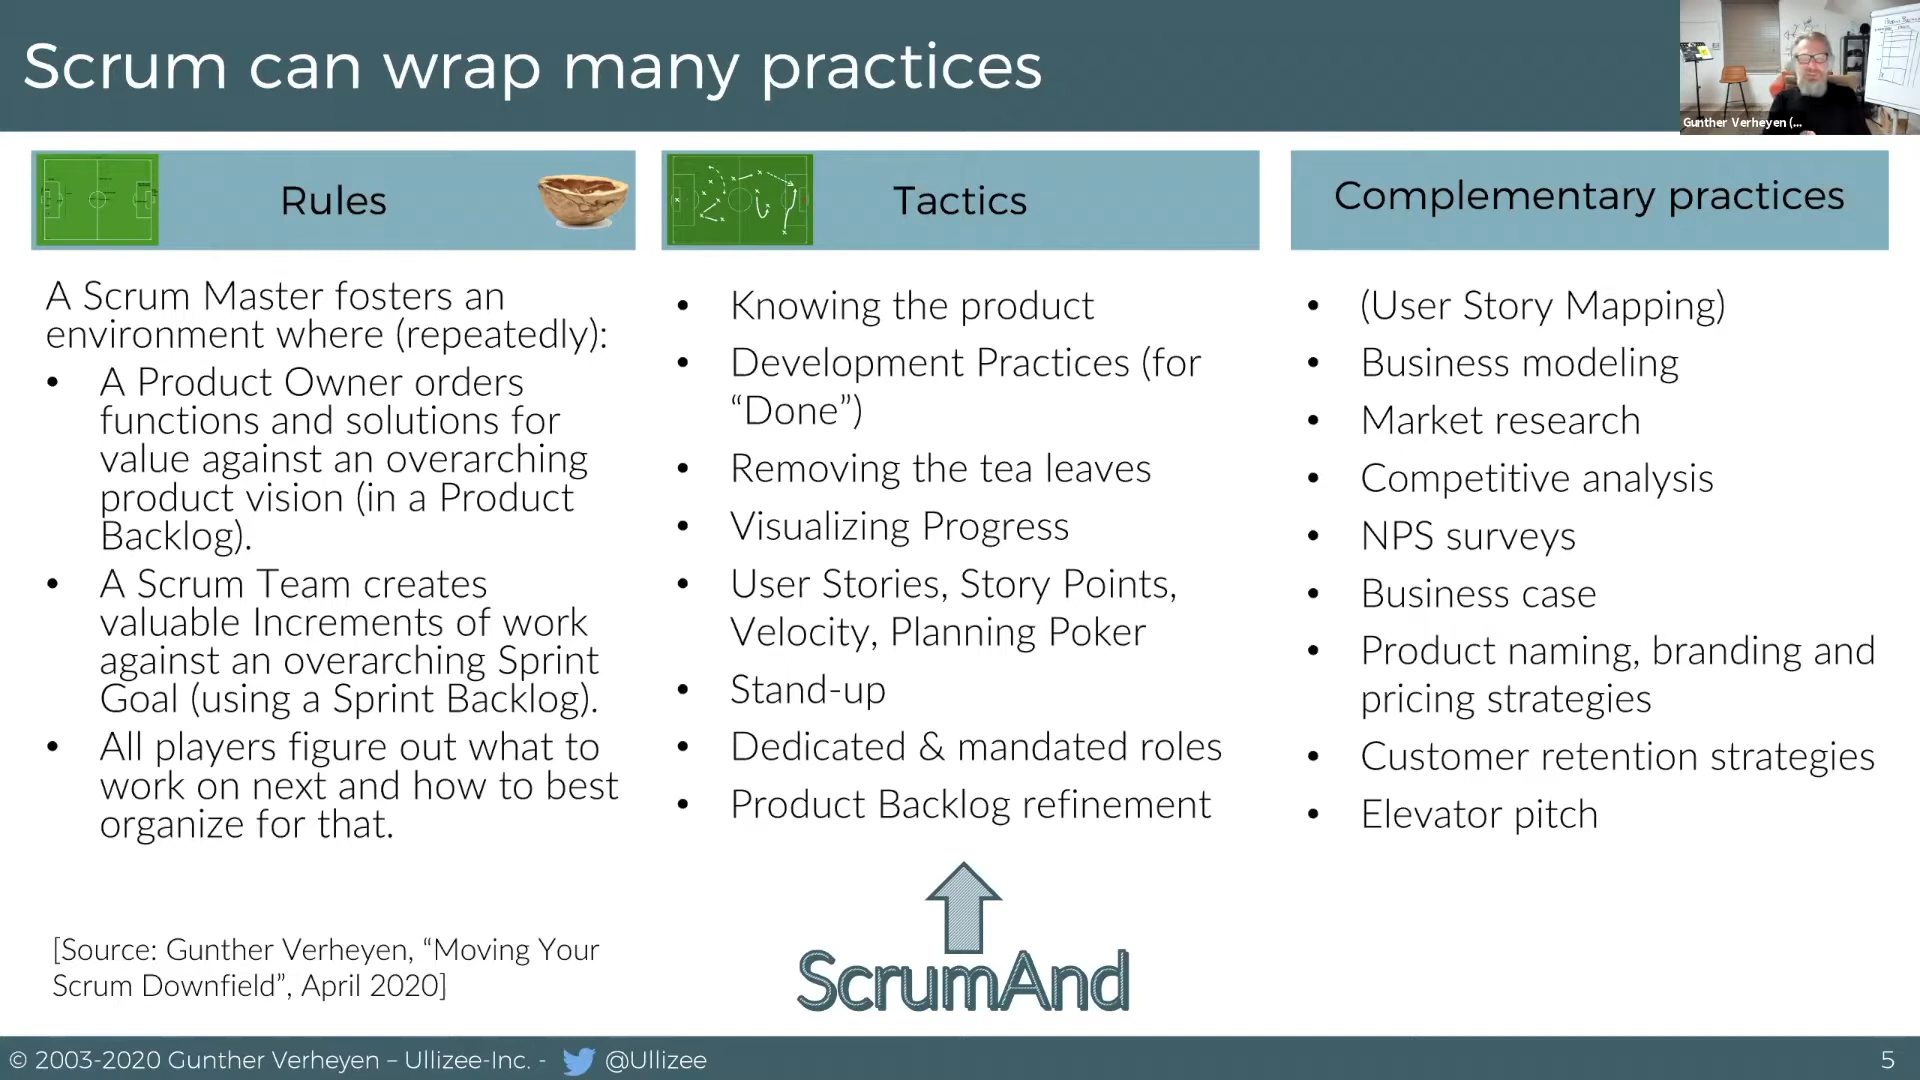 Scrum can wrap many practices
Gunther Verheyen (...
Rules
A Scrum Master fosters an
environment where (repeatedly):
• A Product Owner orders
functions and solutions for
value against an overarching
product vision (in a Product
Backlog).
• A Scrum Team creates
valuable Increments of work
against an overarching Sprint
Goal (using a Sprint Backlog).
• All players figure out what to
work on next and how to best
organize for that.
[Source: Gunther Verheyen, “Moving Your
Scrum Downfield”, April 2020]
Tactics
• Knowing the product
• Development Practices (for
“Done”)
• Removing the tea leaves
• Visualizing Progress
• User Stories, Story Points,
Velocity, Planning Poker
• Stand-up
• Dedicated & mandated roles
• Product Backlog refinement
ScrumAnd
Complementary practices
• (User Story Mapping)
• Business modeling
• Market research
• Competitive analysis
• NPS surveys
• Business case
• Product naming, branding and
pricing strategies
• Customer retention strategies
• Elevator pitch
© 2003-2020 Gunther Verheyen – Ullizee-Inc. - @Ullizee
5